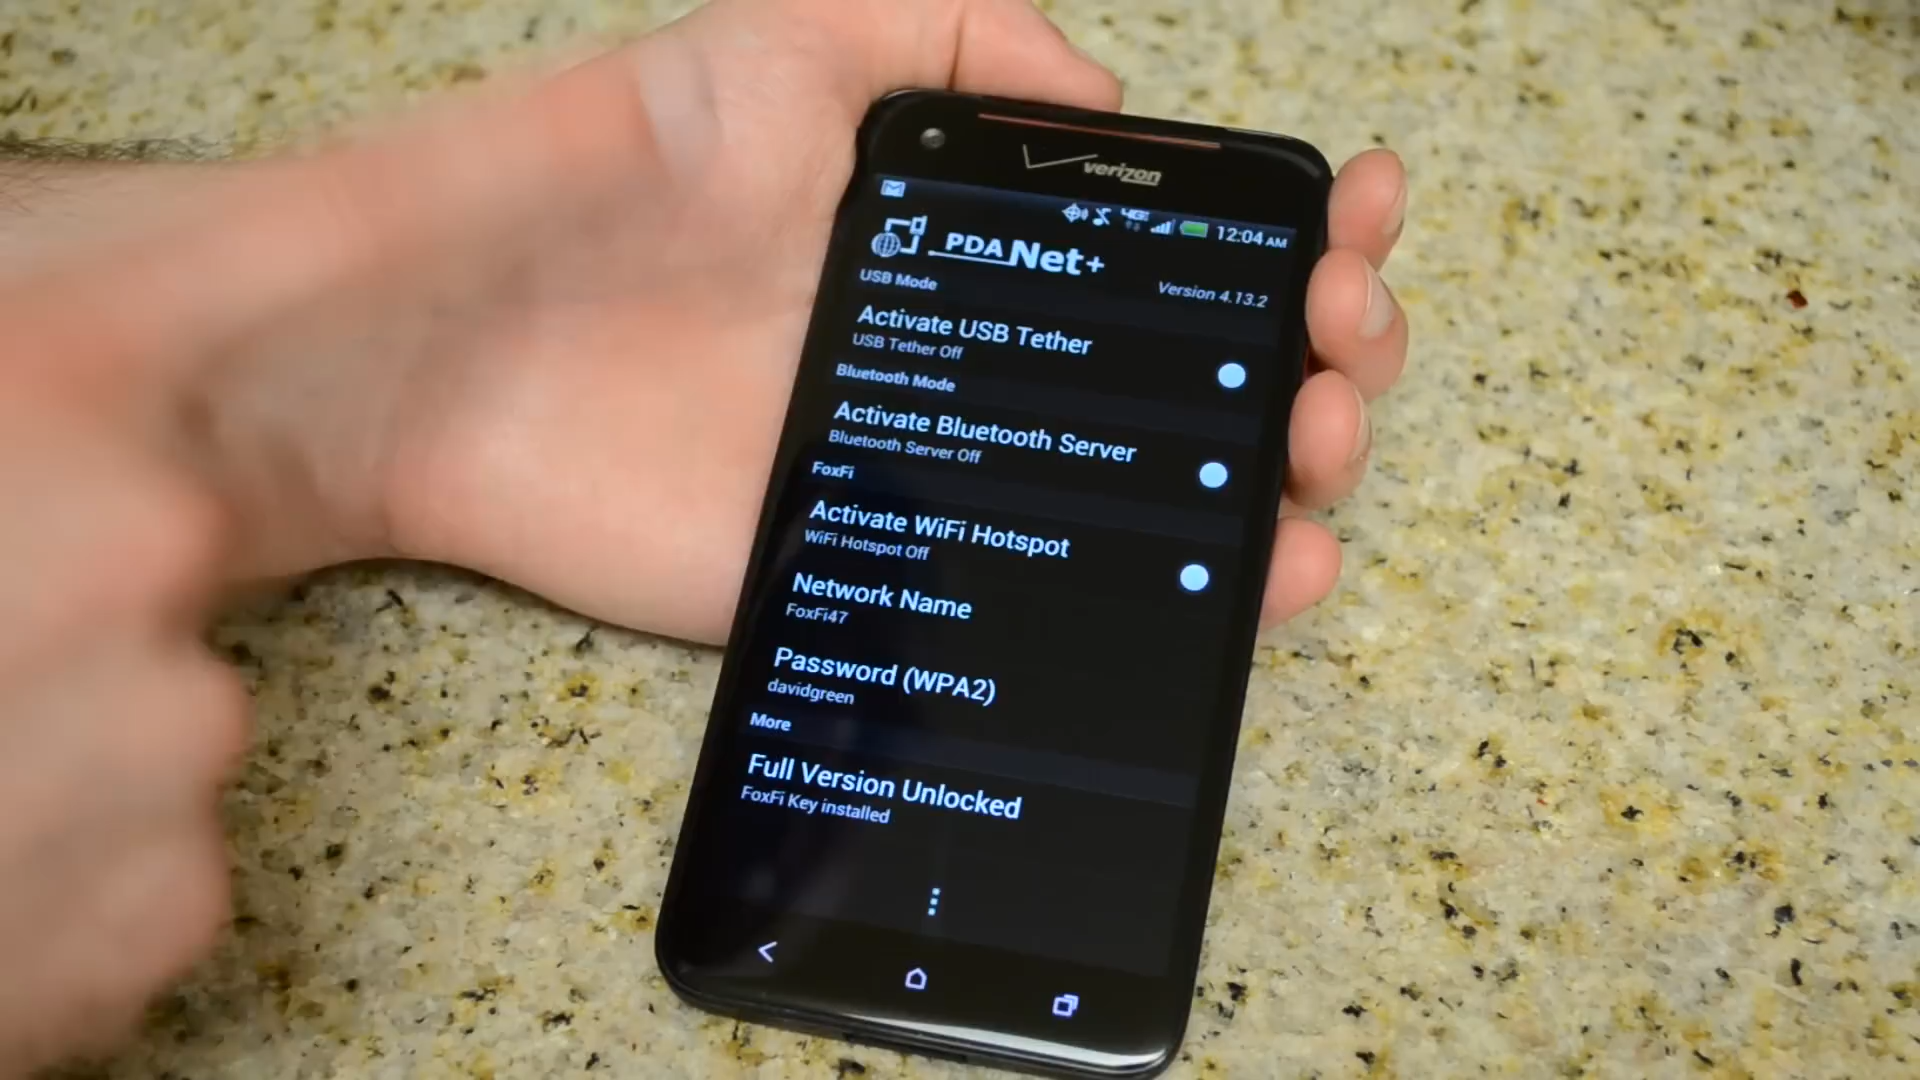 verizon
4G 12:04 AM
PDANet+
Version 4.13.2
USB Mode
Activate USB Tether
USB Tether Off
Bluetooth Mode
Activate Bluetooth Server
Bluetooth Server Off
FoxFi
Activate WiFi Hotspot
WiFi Hotspot Off
Network Name
FoxFi47
Password (WPA2)
davidgreen
More
Full Version Unlocked
FoxFi Key installed